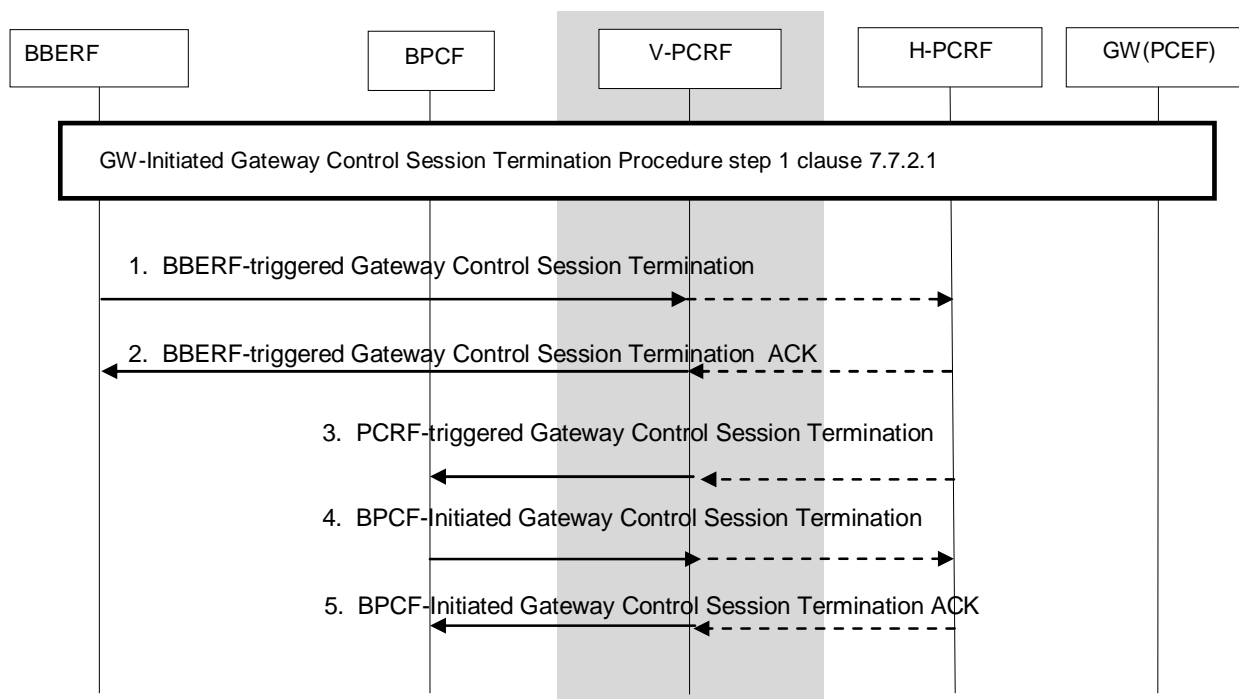 BBERF
BPCF
V-PCRF
H-PCRF
GW(PCEF)
GW-Initiated Gateway Control Session Termination Procedure step 1 clause 7.7.2.1
1. BBERF-triggered Gateway Control Session Termination
2. BBERF-triggered Gateway Control Session Termination ACK
3. PCRF-triggered Gateway Control Session Termination
4. BPCF-Initiated Gateway Control Session Termination
5. BPCF-Initiated Gateway Control Session Termination ACK